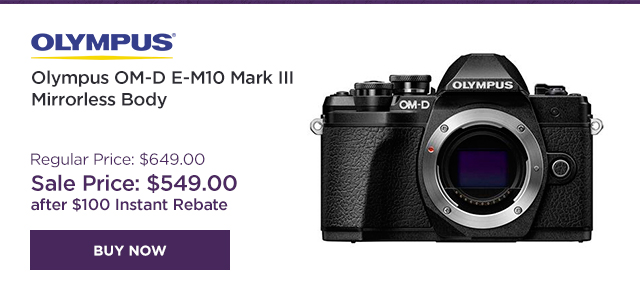 OLYMPUS
Olympus OM-D E-M10 Mark III
Mirrorless Body
Regular Price: $649.00
Sale Price: $549.00
after $100 Instant Rebate
BUY NOW
OLYMPUS
OM-D